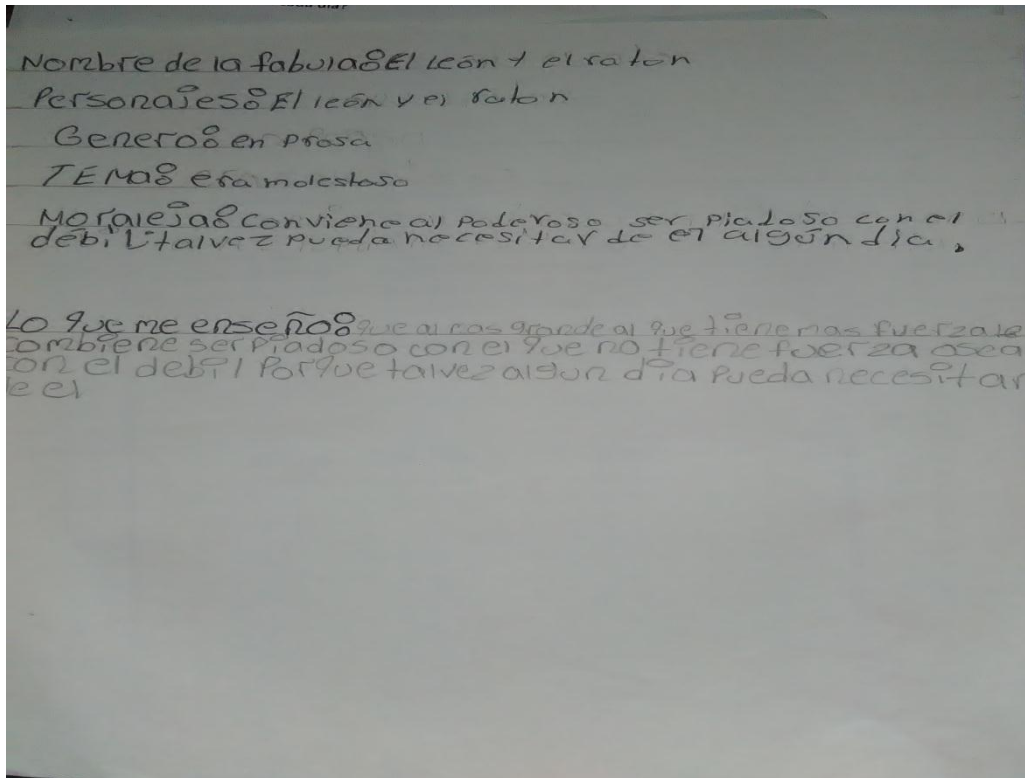 Nombre de la fabula: El león y el raton
Personajes: El león y el raton
Genero: en prosa
TEMA: era molestoso
Moraleja: conviene al poderoso ser piadoso con el
débil talvez pueda necesitar de el algún día.
Lo que me enseño: que al mas grande al que tiene mas fuerza le
combiene ser piadoso con el que no tiene fuerza osea
con el debil Porque talvez algun día pueda necesitar
de el